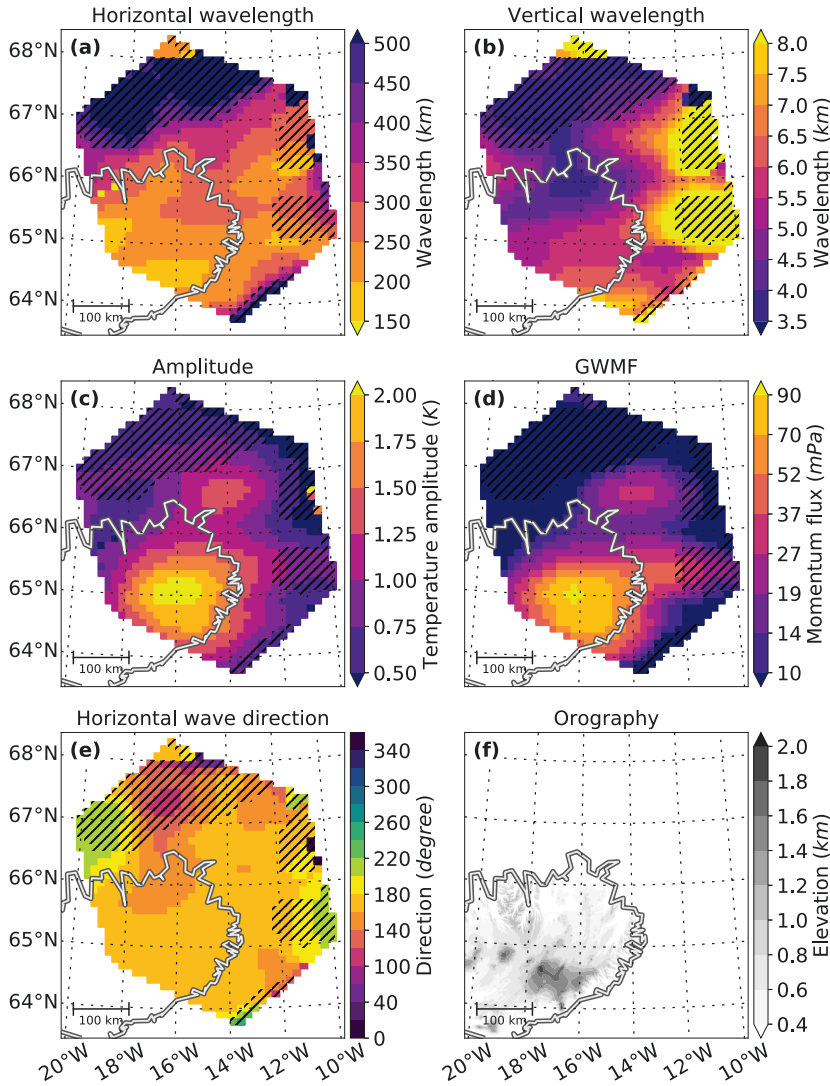 Horizontal wavelength
Vertical wavelength
(a)
(b)
68°N
67°N
66°N
65°N
64°N
500
450
400
350
300
250
200
150
Wavelength (km)
8.0
7.5
7.0
6.5
6.0
5.5
5.0
4.5
4.0
3.5
Wavelength (km)
100 km
100 km
Amplitude
GWMF
(c)
(d)
68°N
67°N
66°N
65°N
64°N
2.00
1.75
1.50
1.25
1.00
0.75
0.50
Temperature amplitude (K)
90
70
52
37
27
19
14
10
Momentum flux (mPa)
100 km
100 km
Horizontal wave direction
Orography
(e)
(f)
68°N
67°N
66°N
65°N
64°N
340
300
260
220
180
140
100
60
40
0
Direction (degree)
2.0
1.8
1.6
1.4
1.2
1.0
0.8
0.6
0.4
Elevation (km)
100 km
100 km
20°W 18°W 16°W 14°W 12°W 10°W
20°W 18°W 16°W 14°W 12°W 10°W